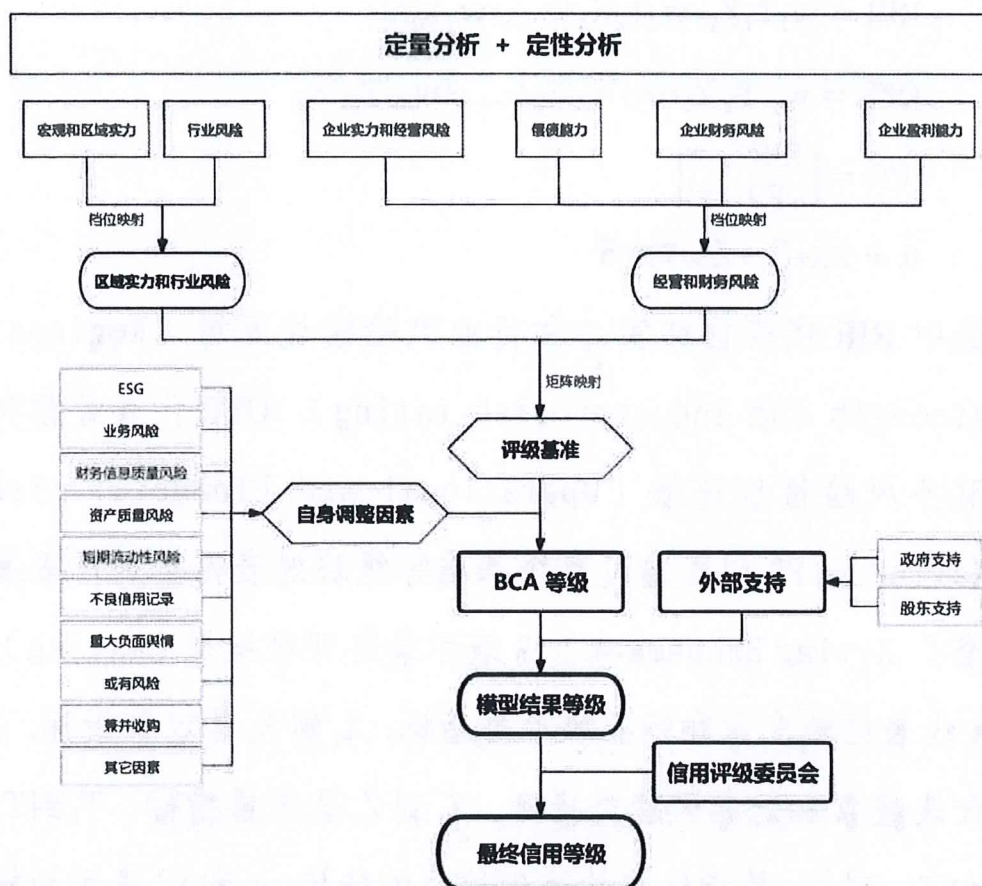 定量分析 + 定性分析
宏观和区域实力
行业风险
企业实力和经营风险
偿债能力
企业财务风险
企业盈利能力
档位映射
档位映射
区域实力和行业风险
经营和财务风险
矩阵映射
ESG
业务风险
财务信息质量风险
资产质量风险
短期流动性风险
不良信用记录
重大负面舆情
或有风险
兼并收购
其它因素
自身调整因素
评级基准
BCA 等级
外部支持
政府支持
股东支持
模型结果等级
信用评级委员会
最终信用等级